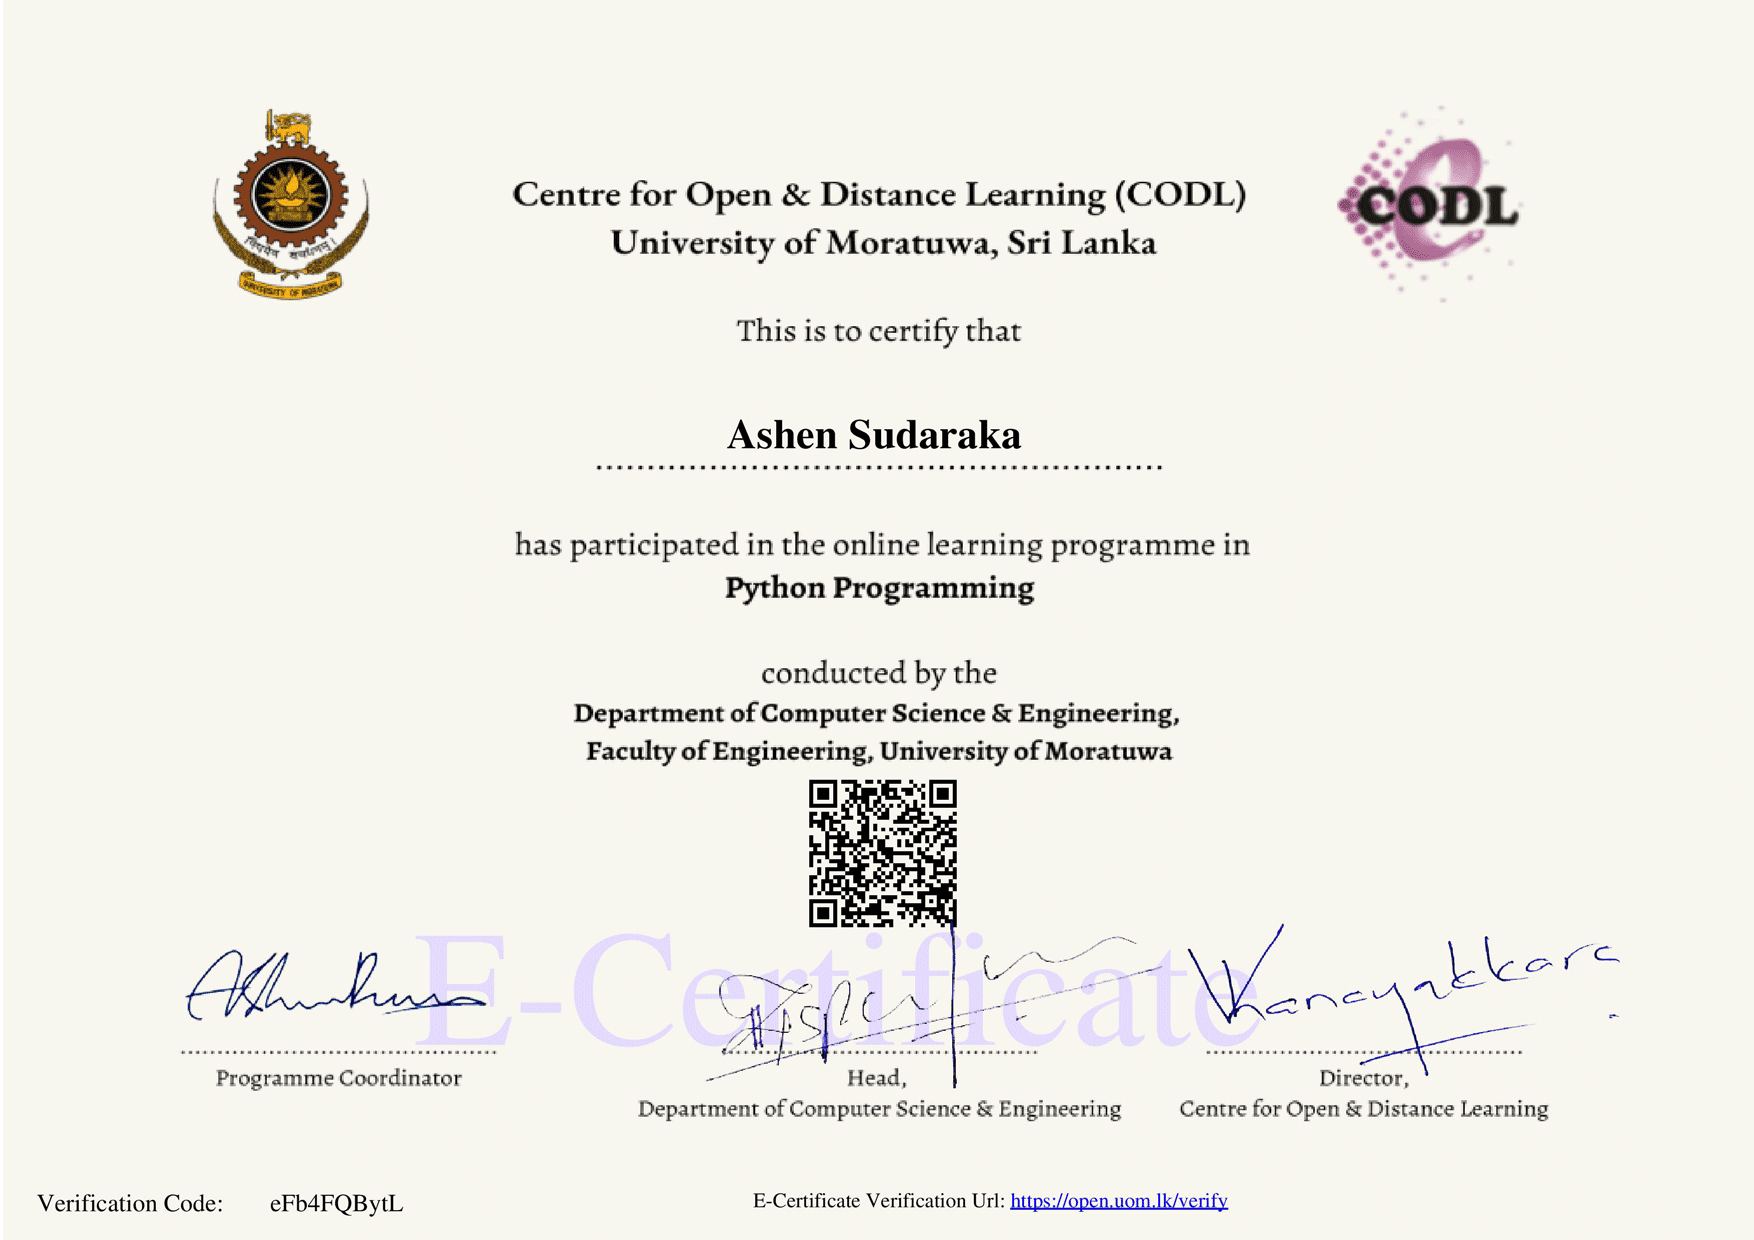 UNIVERSITY OF MORATUWA
CODL
Centre for Open & Distance Learning (CODL)
University of Moratuwa, Sri Lanka
This is to certify that
Ashen Sudaraka
has participated in the online learning programme in
Python Programming
conducted by the
Department of Computer Science & Engineering,
Faculty of Engineering, University of Moratuwa
E-Certificate
Programme Coordinator
Head,
Department of Computer Science & Engineering
Director,
Centre for Open & Distance Learning
Verification Code: eFb4FQBytL
E-Certificate Verification Url: https://open.uom.lk/verify